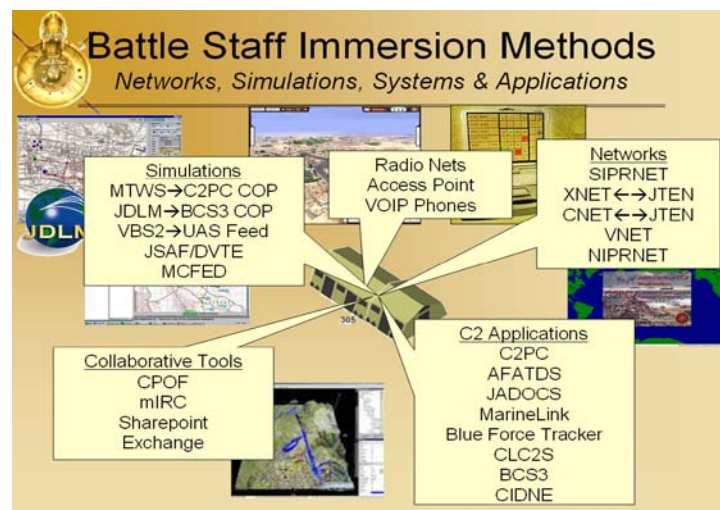 Battle Staff Immersion Methods
Networks, Simulations, Systems & Applications
Simulations
MTWS→C2PC COP
JDLM→BCS3 COP
VBS2→UAS Feed
JSAF/DVTE
MCFED
Radio Nets
Access Point
VOIP Phones
Networks
SIPRNET
XNET←→JTEN
CNET←→JTEN
VNET
NIPRNET
JDLM
305
Collaborative Tools
CPOF
mIRC
Sharepoint
Exchange
C2 Applications
C2PC
AFATDS
JADOCS
MarineLink
Blue Force Tracker
CLC2S
BCS3
CIDNE